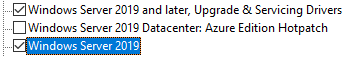 Windows Server 2019 and later, Upgrade & Servicing Drivers
Windows Server 2019 Datacenter: Azure Edition Hotpatch
Windows Server 2019